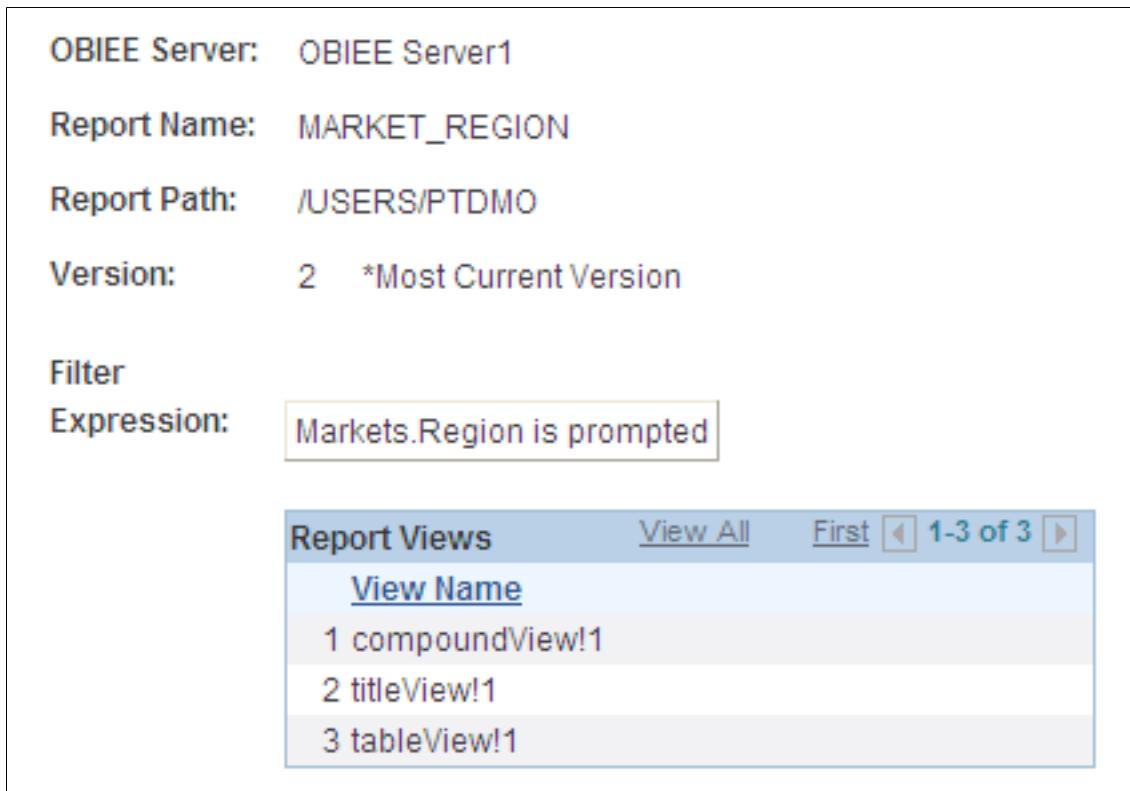 OBIEE Server: OBIEE Server1
Report Name: MARKET_REGION
Report Path: /USERS/PTDMO
Version: 2 *Most Current Version
Filter
Expression: Markets.Region is prompted
Report Views View All First 1-3 of 3
View Name
1 compoundView!1
2 titleView!1
3 tableView!1